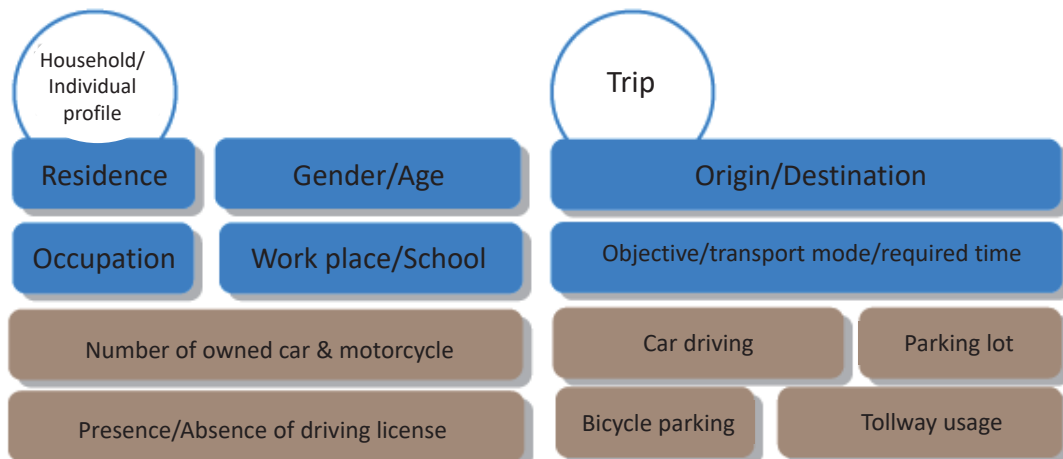 Household/
Individual
profile
Residence
Gender/Age
Occupation
Work place/School
Number of owned car & motorcycle
Presence/Absence of driving license
Trip
Origin/Destination
Objective/transport mode/required time
Car driving
Parking lot
Bicycle parking
Tollway usage